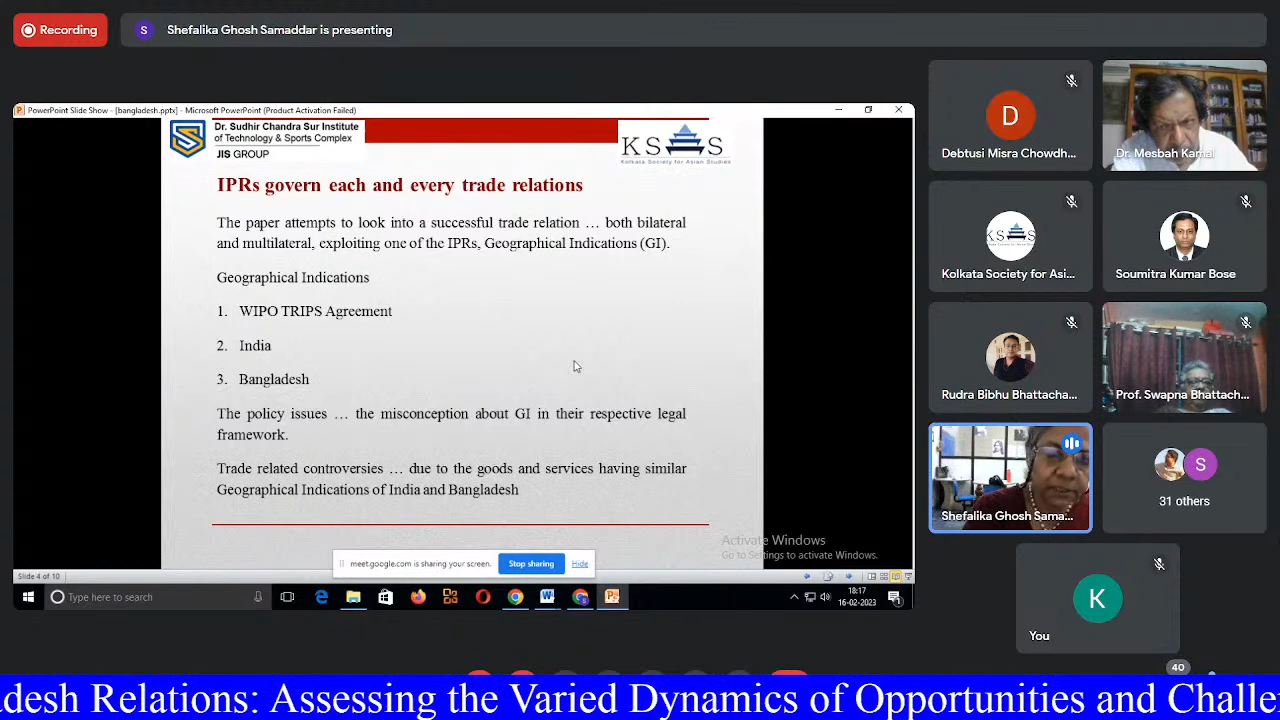 Recording
S
Shefalika Ghosh Samaddar is presenting
PowerPoint Slide Show - [bangladesh.pptx] - Microsoft PowerPoint (Product Activation Failed)
Dr. Sudhir Chandra Sur Institute
of Technology & Sports Complex
JIS GROUP
KSAS
Kolkata Society for Asian Studies
IPRs govern each and every trade relations
The paper attempts to look into a successful trade relation … both bilateral
and multilateral, exploiting one of the IPRs, Geographical Indications (GI).
Geographical Indications
1. WIPO TRIPS Agreement
2. India
3. Bangladesh
The policy issues … the misconception about GI in their respective legal
framework.
Trade related controversies … due to the goods and services having similar
Geographical Indications of India and Bangladesh
Activate Windows
Go to Settings to activate Windows.
meet.google.com is sharing your screen.
Stop sharing
Hide
Slide 4 of 10
Type here to search
18:17
16-02-2023
D
Debtusi Misra Chowdh...
Dr. Mesbah Kamal
Kolkata Society for Asi...
Soumitra Kumar Bose
Rudra Bibhu Bhattacha...
Prof. Swapna Bhattach...
Shefalika Ghosh Sama...
S
31 others
K
You
40
adesh Relations: Assessing the Varied Dynamics of Opportunities and Challe